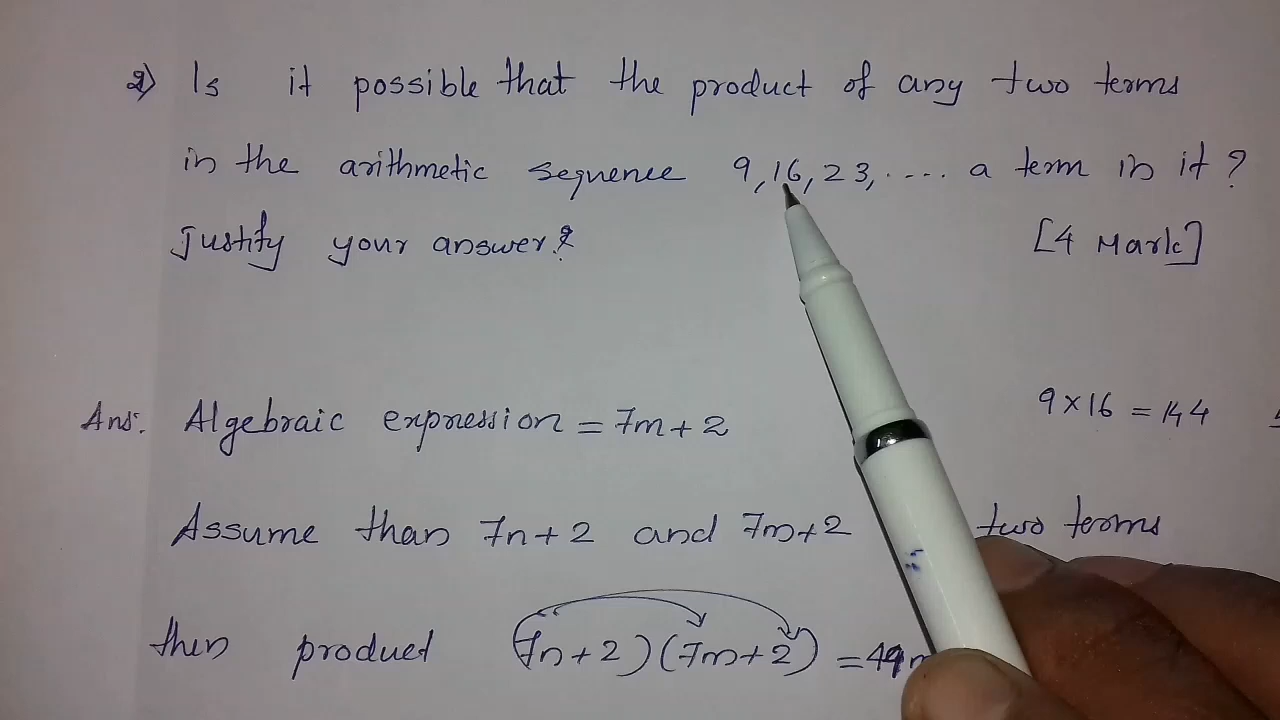 2) Is it possible that the product of any two terms
in the arithmetic sequence 9,16,23,.... a term in it?
Justify your answer?
[4 Mark]
Ans: Algebraic expression = 7n+2
9×16 = 144
Assume than 7n+2 and 7m+2 two terms
then product (7n+2)(7m+2) = 49